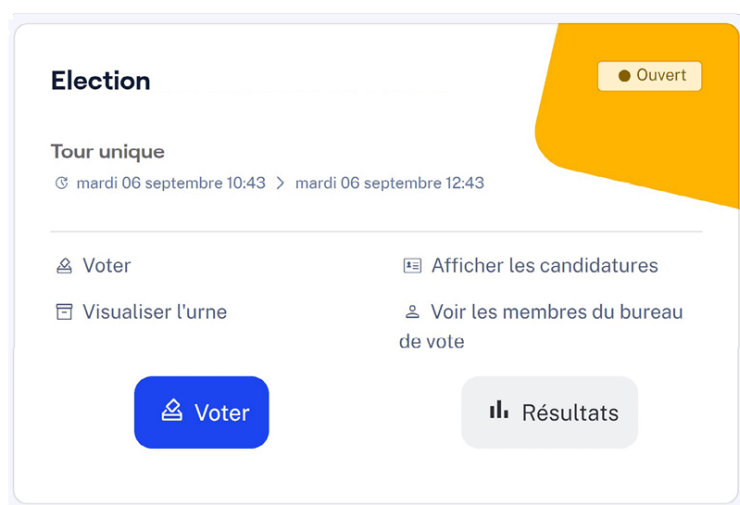 Election
Ouvert
Tour unique
mardi 06 septembre 10:43 > mardi 06 septembre 12:43
Voter
Afficher les candidatures
Visualiser l'urne
Voir les membres du bureau
de vote
Voter
Résultats